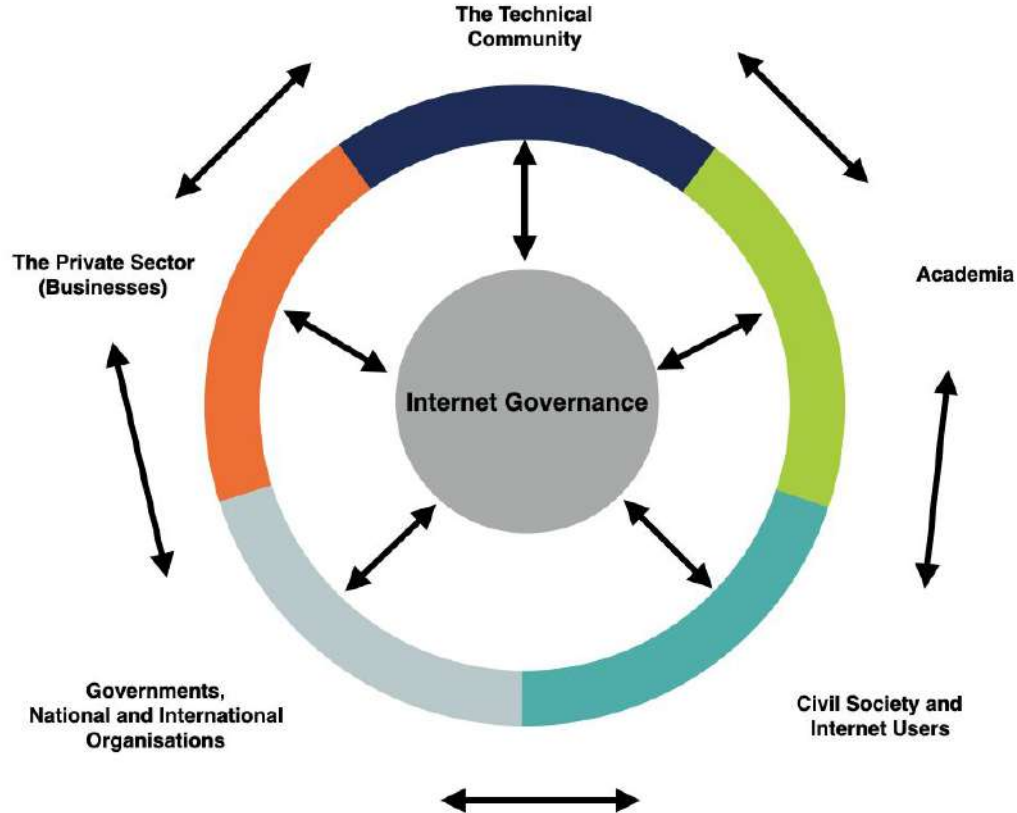 The Technical
Community
The Private Sector
(Businesses)
Academia
Internet Governance
Governments,
National and International
Organisations
Civil Society and
Internet Users